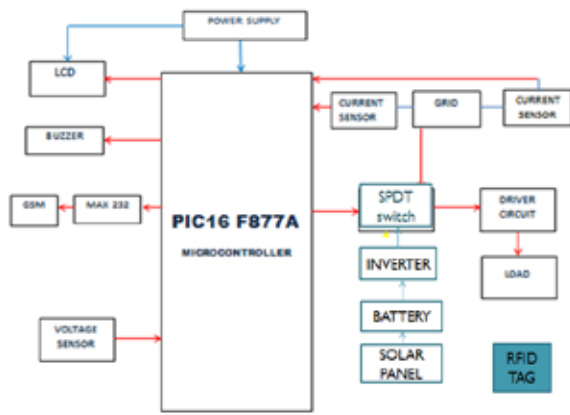 POWER SUPPLY
LCD
CURRENT
SENSOR
GRID
CURRENT
SENSOR
BUZZER
PIC16 F877A
MICROCONTROLLER
SPDT
switch
DRIVER
CIRCUIT
GSM
MAX 232
INVERTER
LOAD
BATTERY
VOLTAGE
SENSOR
SOLAR
PANEL
RFID
TAG